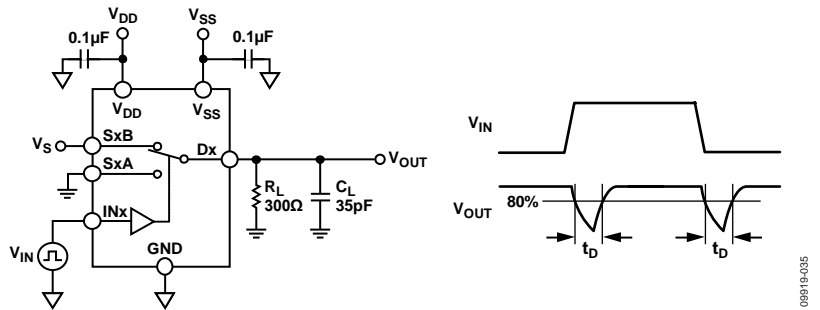 VDD
VSS
0.1µF
0.1µF
VDD
VSS
VS
SxB
Dx
VOUT
SxA
RL
300Ω
CL
35pF
INx
VIN
GND
VIN
VOUT
80%
tD
tD
09919-035